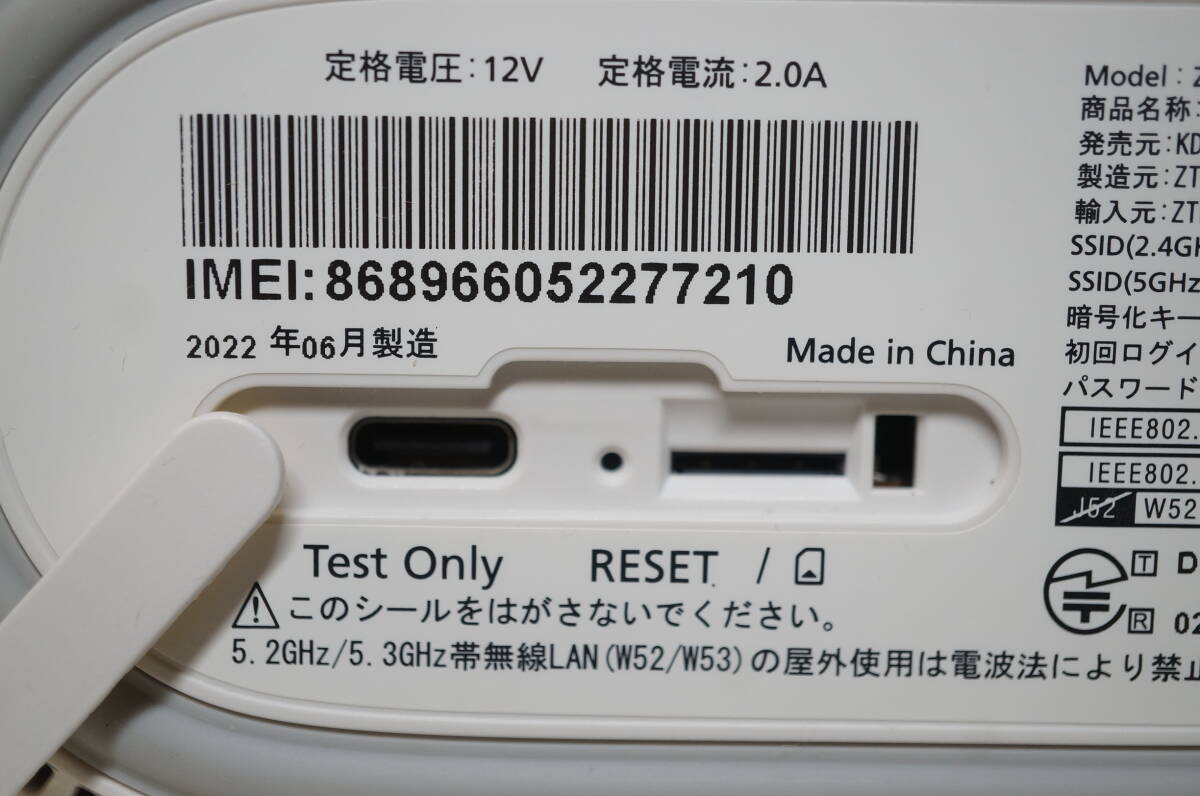 定格電圧:12V 定格電流:2.0A
IMEI: 868966052277210
2022 年06月製造
Made in China
Test Only
RESET /
このシールをはがさないでください。
5.2GHz/5.3GHz帯無線LAN(W52/W53)の屋外使用は電波法により禁止
Model : Z
商品名称:
発売元:KD
製造元:ZT
輸入元:ZT
SSID(2.4GH
SSID(5GHz
暗号化キー
初回ログイ
パスワード
IEEE802.
IEEE802.
J52 W52
T D
R 02